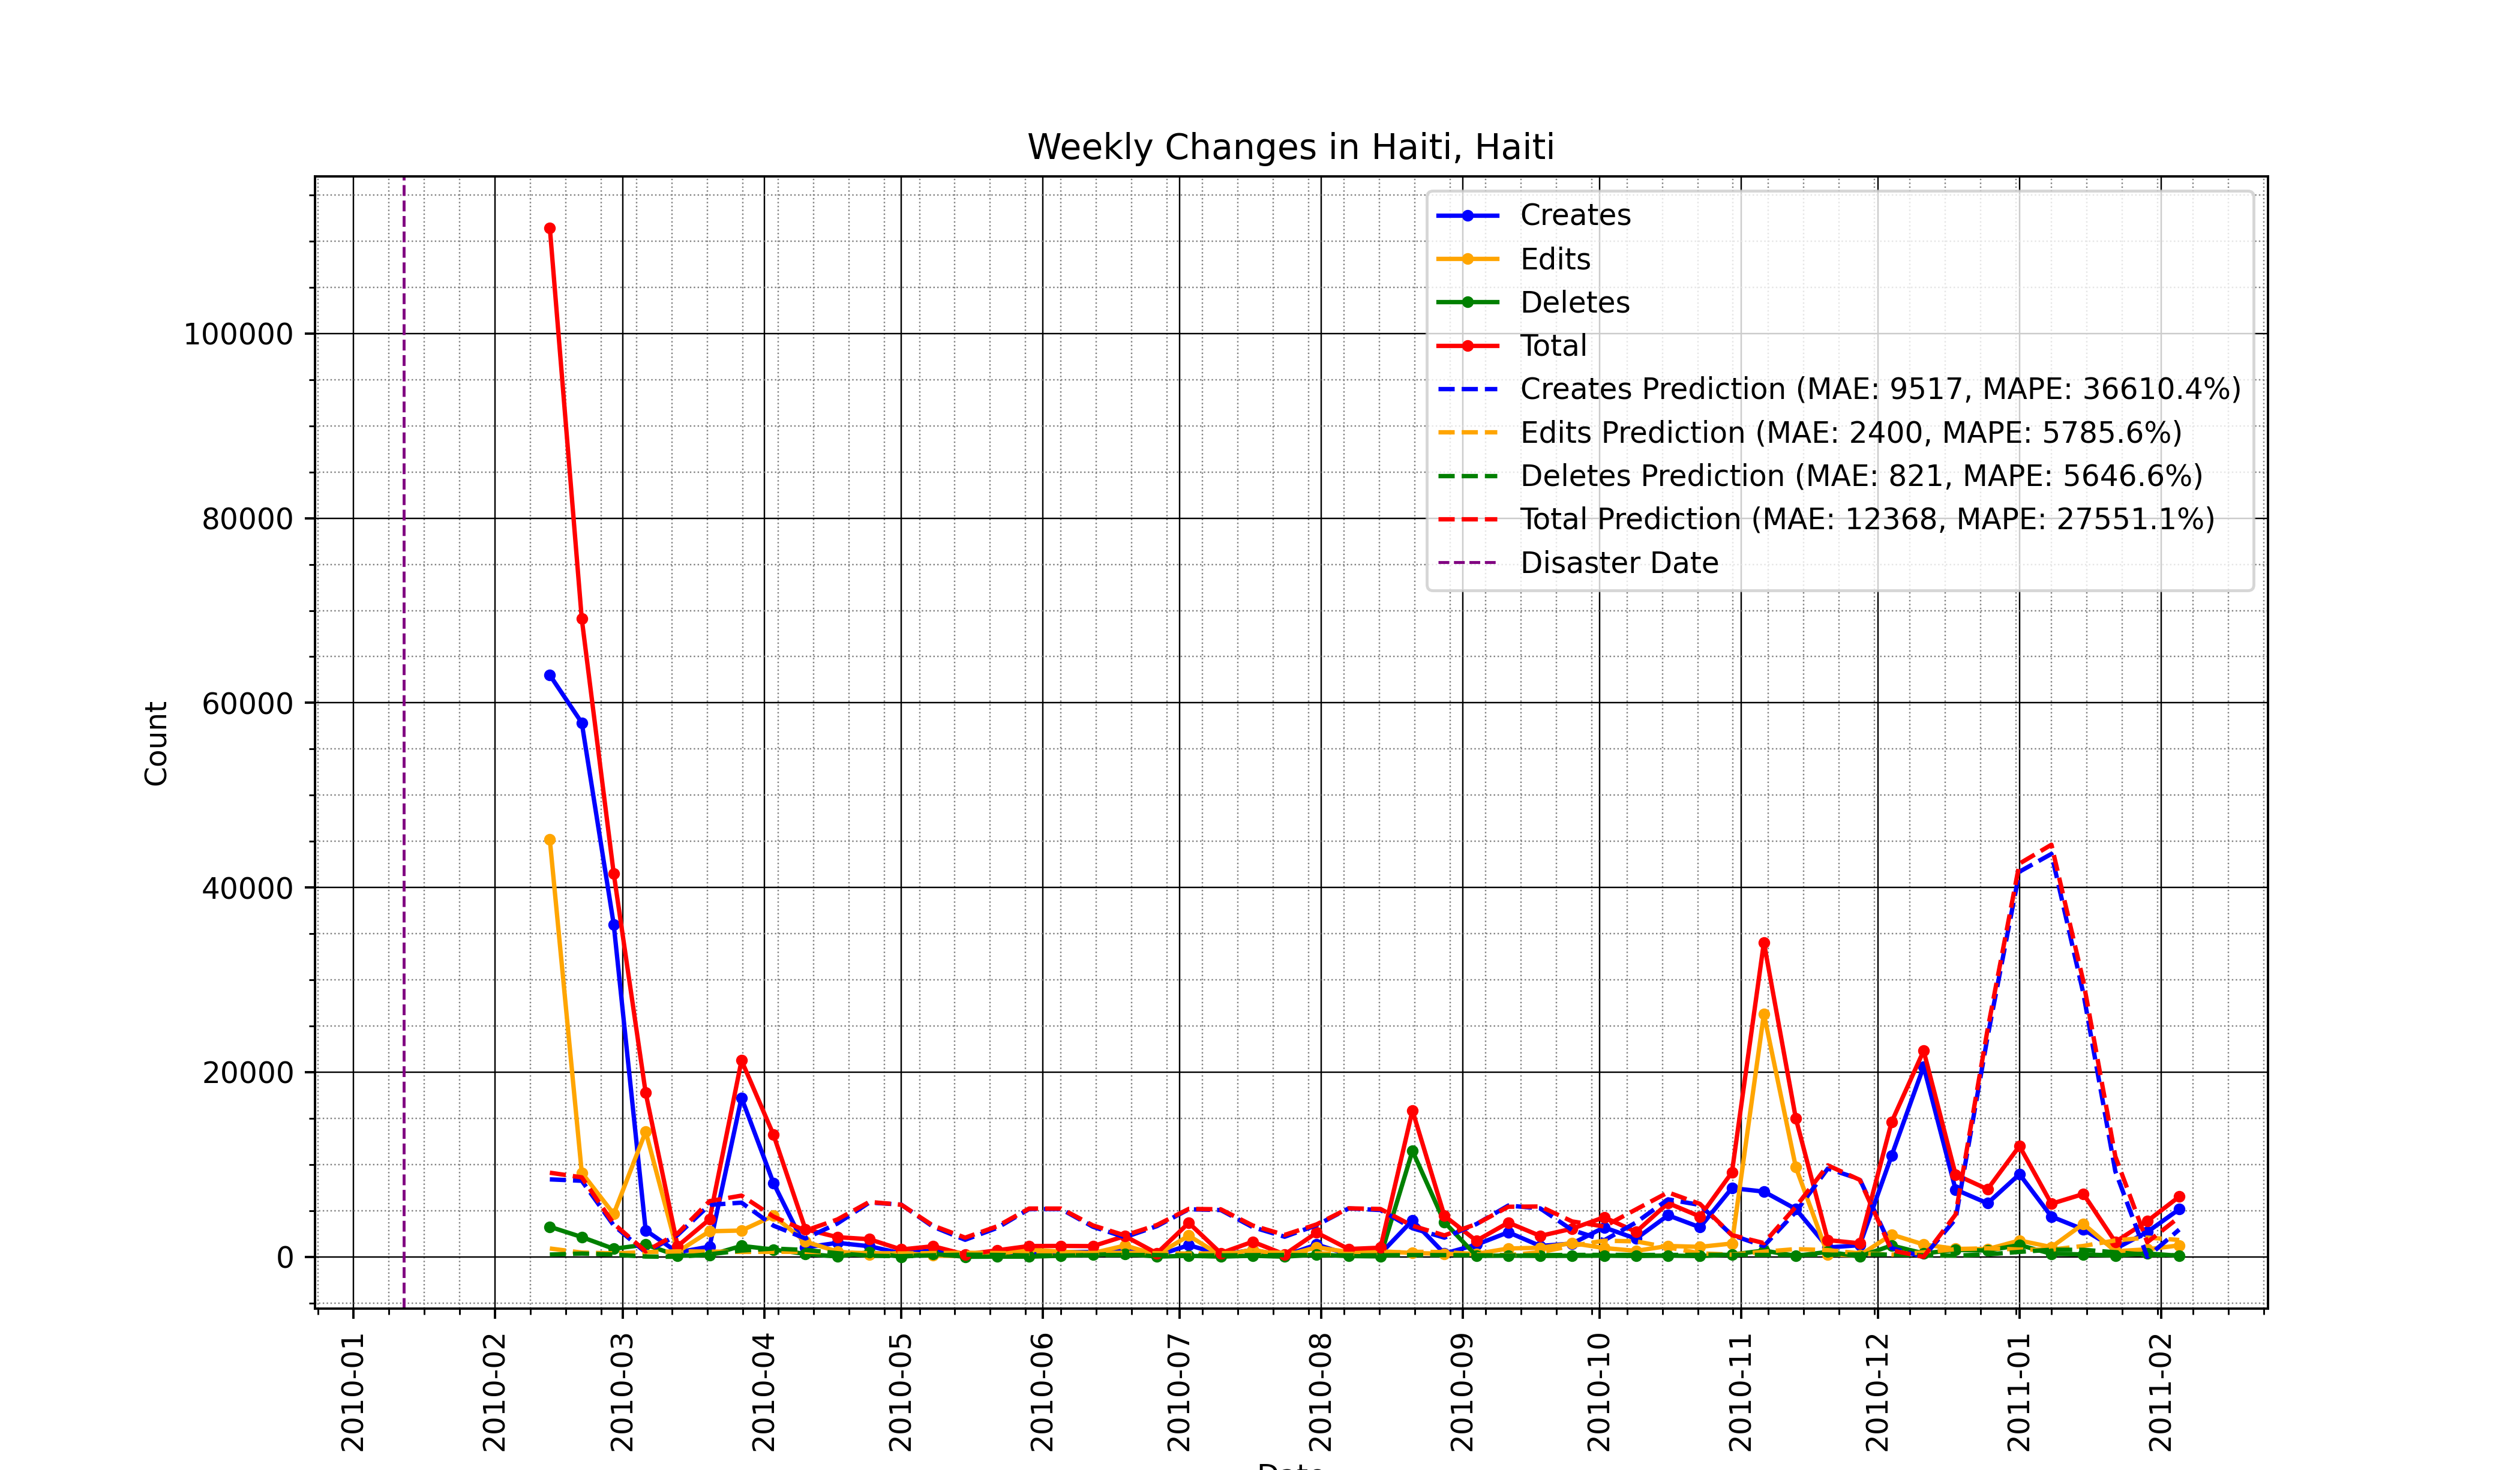 Weekly Changes in Haiti, Haiti
Creates
Edits
Deletes
Total
Creates Prediction (MAE: 9517, MAPE: 36610.4%)
Edits Prediction (MAE: 2400, MAPE: 5785.6%)
Deletes Prediction (MAE: 821, MAPE: 5646.6%)
Total Prediction (MAE: 12368, MAPE: 27551.1%)
Disaster Date
Count
100000
80000
60000
40000
20000
0
2010-01
2010-02
2010-03
2010-04
2010-05
2010-06
2010-07
2010-08
2010-09
2010-10
2010-11
2010-12
2011-01
2011-02
Date